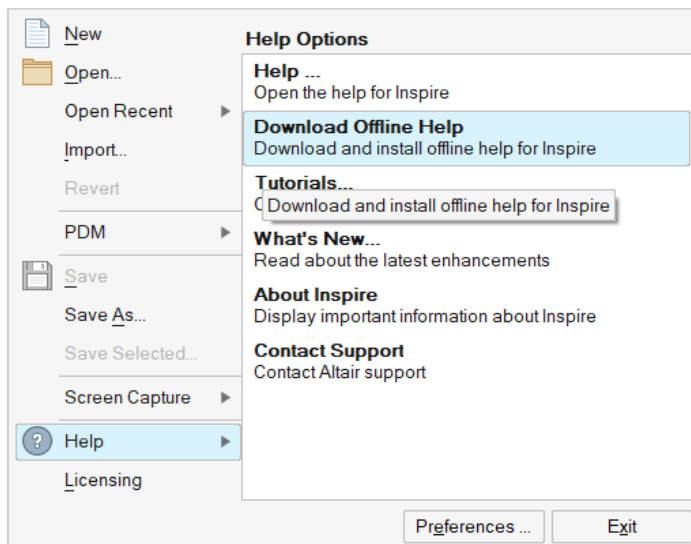 New
Open...
Open Recent
Import...
Revert
PDM
Save
Save As...
Save Selected...
Screen Capture
Help
Licensing
Help Options
Help ...
Open the help for Inspire
Download Offline Help
Download and install offline help for Inspire
Tutorials...
Download and install offline help for Inspire
What's New...
Read about the latest enhancements
About Inspire
Display important information about Inspire
Contact Support
Contact Altair support
Preferences ...
Exit